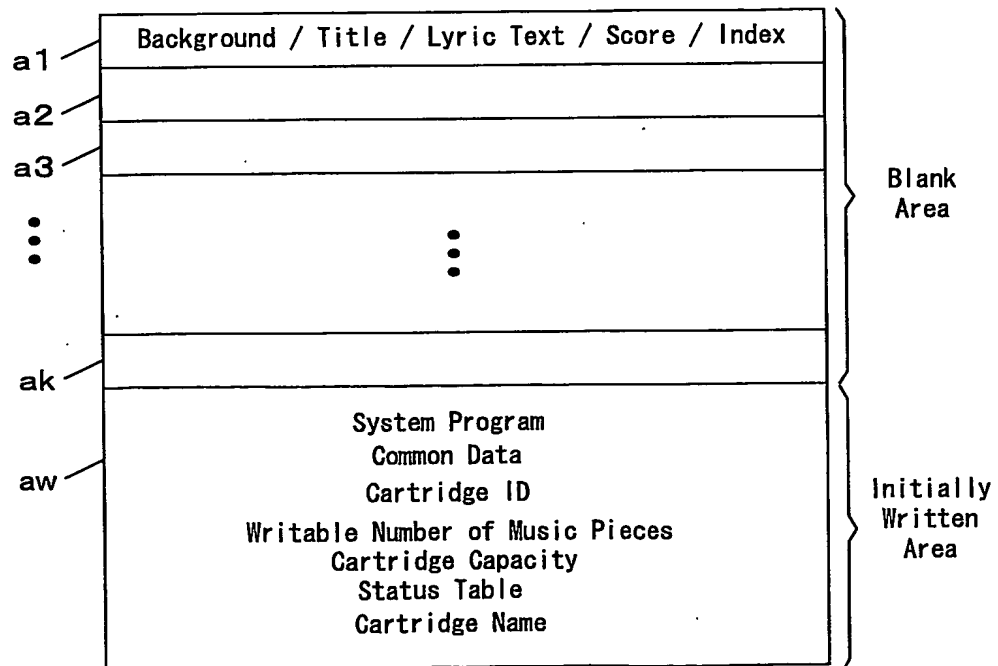 a1
Background / Title / Lyric Text / Score / Index
a2
a3
Blank
Area
ak
aw
System Program
Common Data
Cartridge ID
Writable Number of Music Pieces
Cartridge Capacity
Status Table
Cartridge Name
Initially
Written
Area